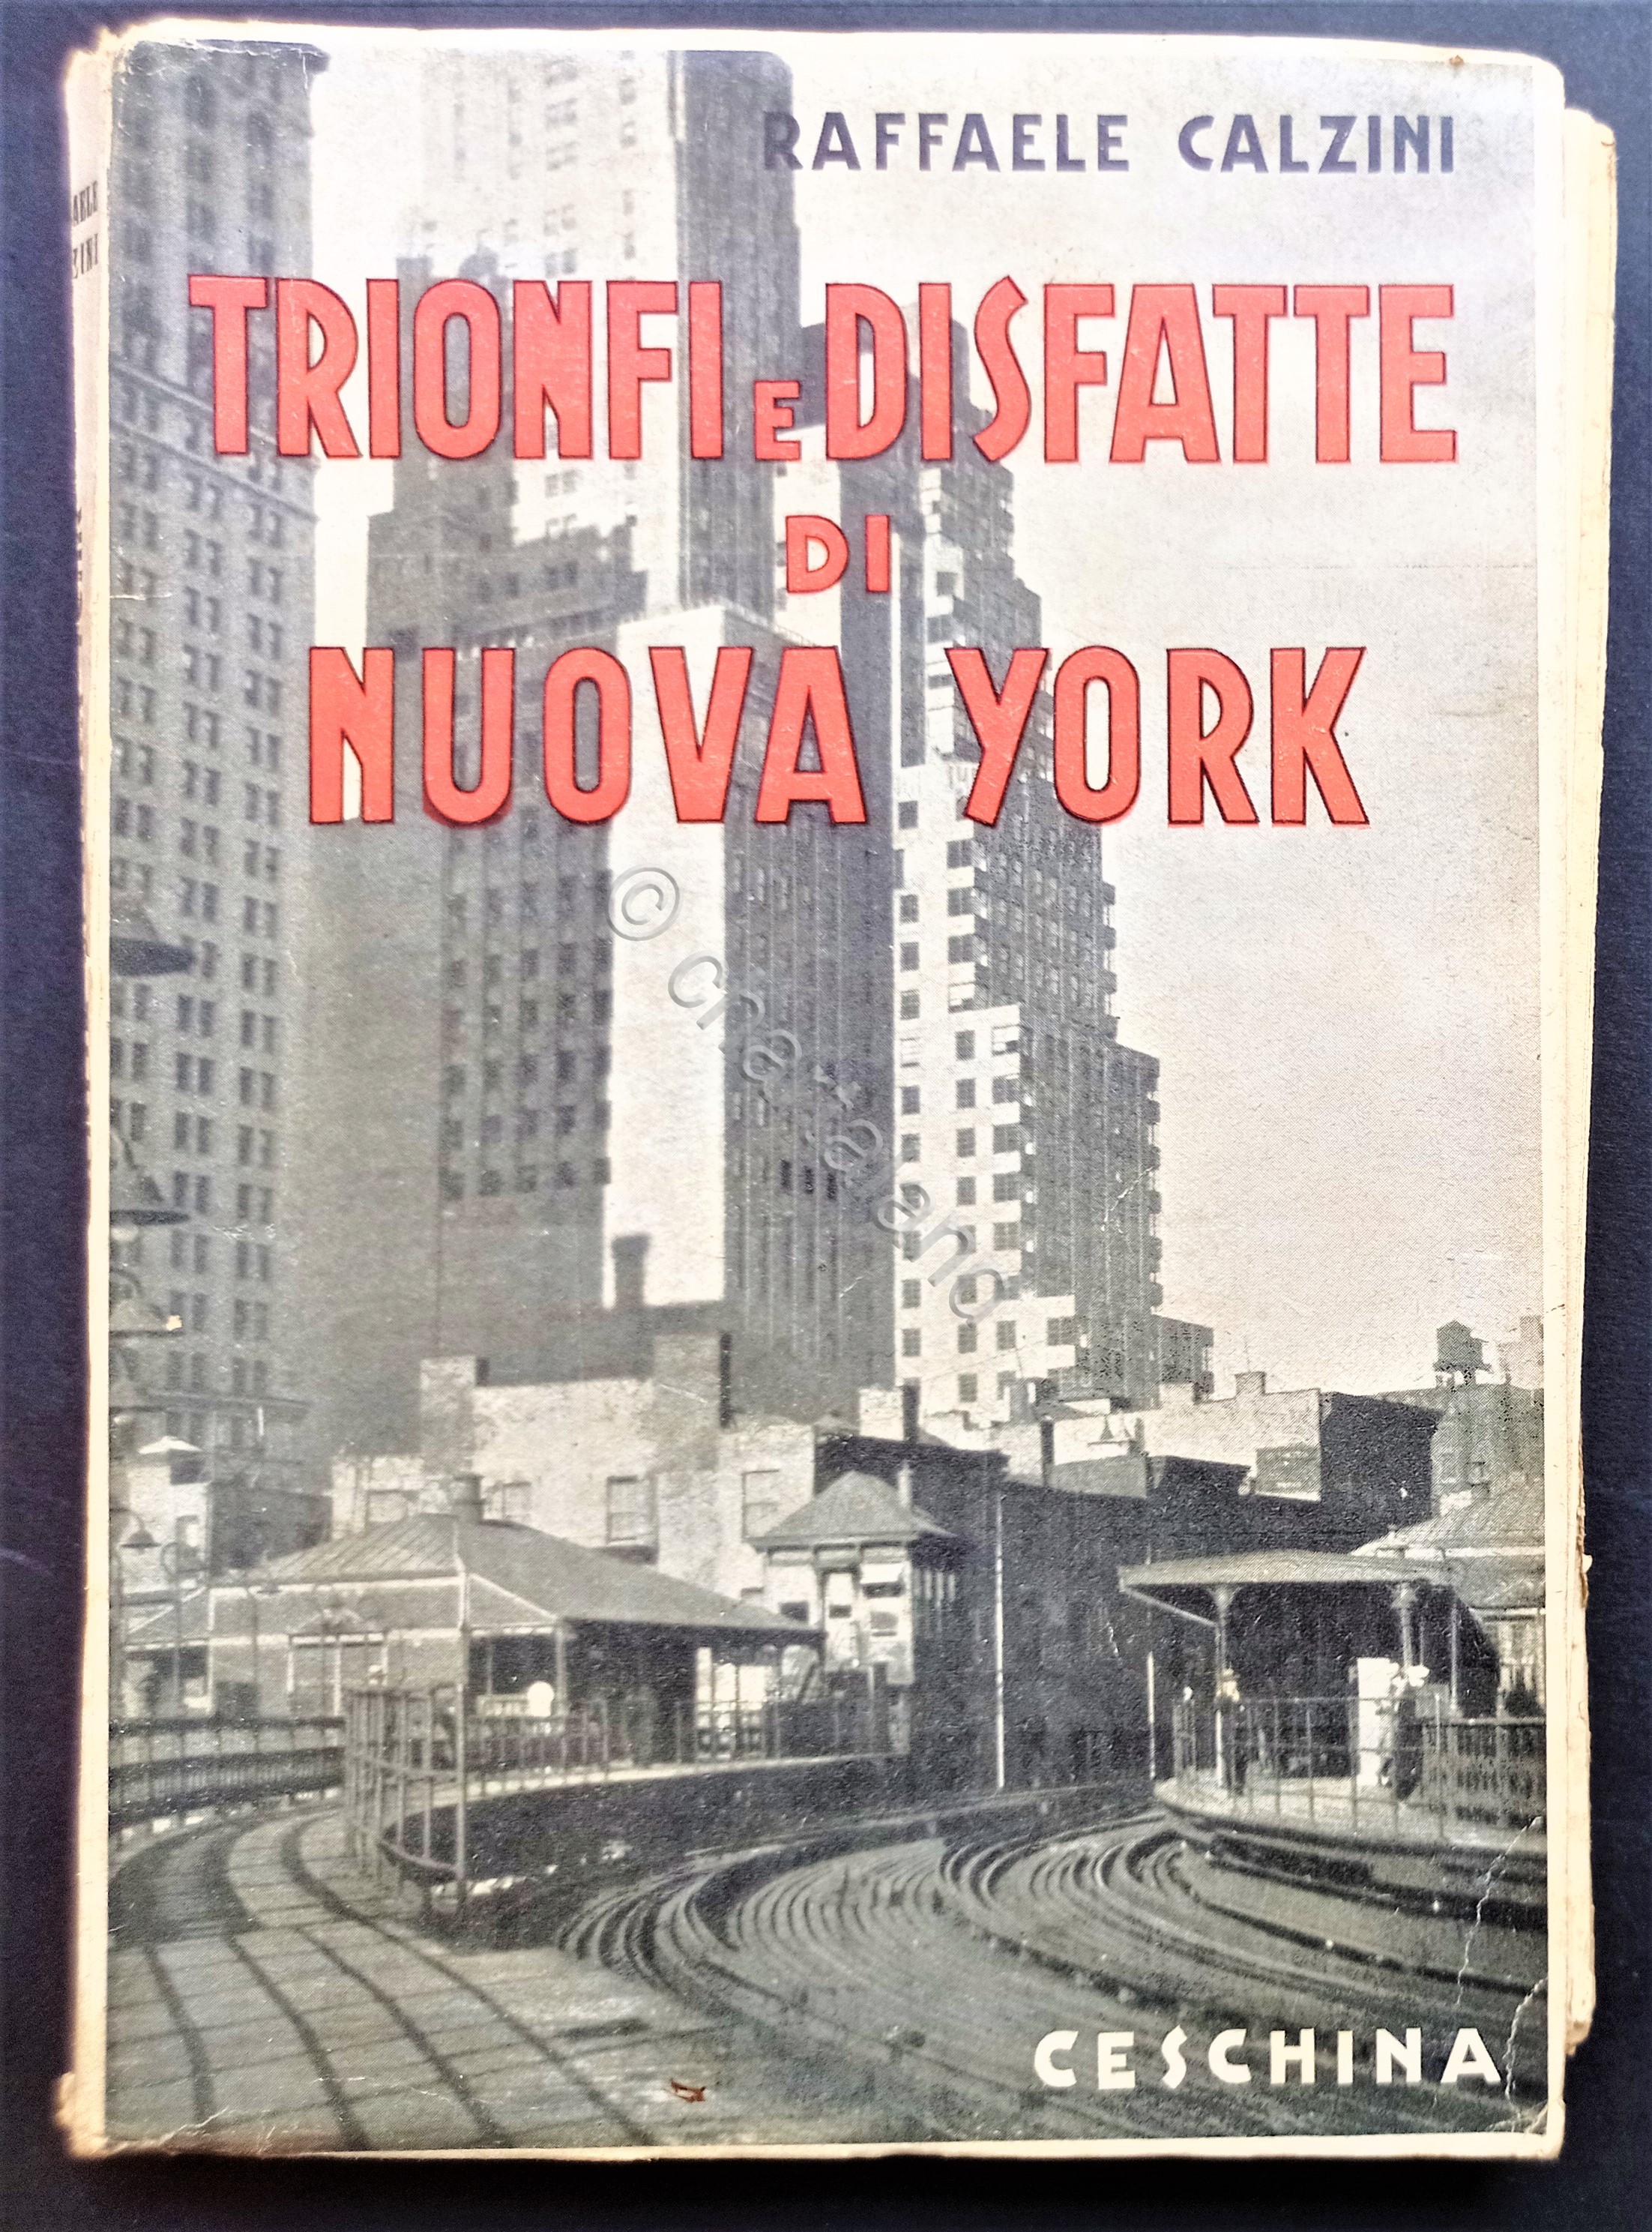 RAFFAELE CALZINI
TRIONFI E DISFATTE
DI
NUOVA YORK
CESCHINA